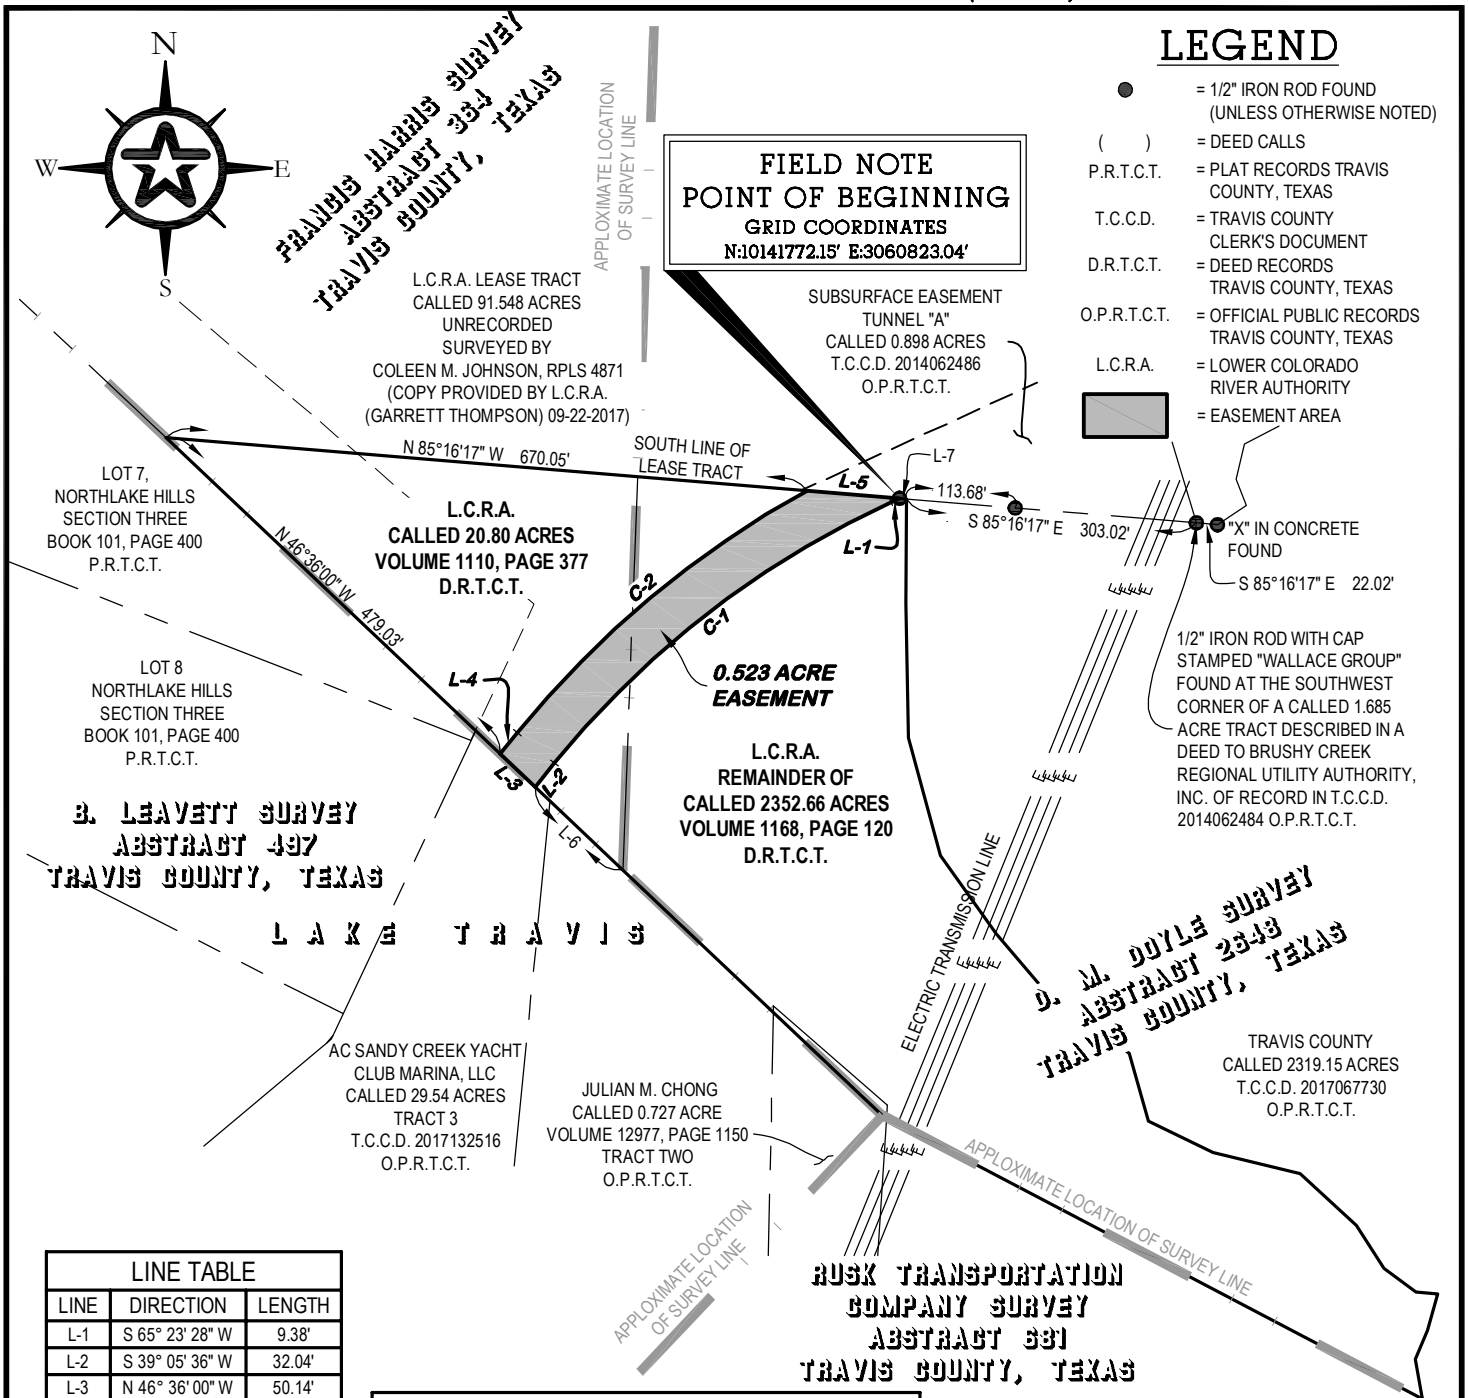 N
W
E
S
FRANCIS HARRIS SURVEY
ABSTRACT 364
TRAVIS COUNTY, TEXAS
APPLOXIMATE LOCATION
OF SURVEY LINE
FIELD NOTE
POINT OF BEGINNING
GRID COORDINATES
N:10141772.15' E:3060823.04'
LEGEND
= 1/2" IRON ROD FOUND
(UNLESS OTHERWISE NOTED)
( ) = DEED CALLS
P.R.T.C.T. = PLAT RECORDS TRAVIS
COUNTY, TEXAS
T.C.C.D. = TRAVIS COUNTY
CLERK'S DOCUMENT
D.R.T.C.T. = DEED RECORDS
TRAVIS COUNTY, TEXAS
O.P.R.T.C.T. = OFFICIAL PUBLIC RECORDS
TRAVIS COUNTY, TEXAS
L.C.R.A. = LOWER COLORADO
RIVER AUTHORITY
= EASEMENT AREA
L.C.R.A. LEASE TRACT
CALLED 91.548 ACRES
UNRECORDED
SURVEYED BY
COLEEN M. JOHNSON, RPLS 4871
(COPY PROVIDED BY L.C.R.A.
(GARRETT THOMPSON) 09-22-2017)
SUBSURFACE EASEMENT
TUNNEL "A"
CALLED 0.898 ACRES
T.C.C.D. 2014062486
O.P.R.T.C.T.
N 85°16'17" W 670.05'
SOUTH LINE OF
LEASE TRACT
L-5
L-7
113.68'
S 85°16'17" E 303.02'
L-1
"X" IN CONCRETE
FOUND
S 85°16'17" E 22.02'
LOT 7,
NORTHLAKE HILLS
SECTION THREE
BOOK 101, PAGE 400
P.R.T.C.T.
N 46°36'00" W 479.03'
L.C.R.A.
CALLED 20.80 ACRES
VOLUME 1110, PAGE 377
D.R.T.C.T.
C-2
C-1
1/2" IRON ROD WITH CAP
STAMPED "WALLACE GROUP"
FOUND AT THE SOUTHWEST
CORNER OF A CALLED 1.685
ACRE TRACT DESCRIBED IN A
DEED TO BRUSHY CREEK
REGIONAL UTILITY AUTHORITY,
INC. OF RECORD IN T.C.C.D.
2014062484 O.P.R.T.C.T.
LOT 8
NORTHLAKE HILLS
SECTION THREE
BOOK 101, PAGE 400
P.R.T.C.T.
L-4
0.523 ACRE
EASEMENT
L-3
L-2
L-6
L.C.R.A.
REMAINDER OF
CALLED 2352.66 ACRES
VOLUME 1168, PAGE 120
D.R.T.C.T.
B. LEAVETT SURVEY
ABSTRACT 497
TRAVIS COUNTY, TEXAS
LAKE TRAVIS
ELECTRIC TRANSMISSION LINE
D. M. DOYLE SURVEY
ABSTRACT 2648
TRAVIS COUNTY, TEXAS
TRAVIS COUNTY
CALLED 2319.15 ACRES
T.C.C.D. 2017067730
O.P.R.T.C.T.
AC SANDY CREEK YACHT
CLUB MARINA, LLC
CALLED 29.54 ACRES
TRACT 3
T.C.C.D. 2017132516
O.P.R.T.C.T.
JULIAN M. CHONG
CALLED 0.727 ACRE
VOLUME 12977, PAGE 1150
TRACT TWO
O.P.R.T.C.T.
APPLOXIMATE LOCATION OF SURVEY LINE
APPLOXIMATE LOCATION
OF SURVEY LINE
RUSK TRANSPORTATION
COMPANY SURVEY
ABSTRACT 681
TRAVIS COUNTY, TEXAS
LINE TABLE
LINE DIRECTION LENGTH
L-1 S 65° 23' 28" W 9.38'
L-2 S 39° 05' 36" W 32.04'
L-3 N 46° 36' 00" W 50.14'